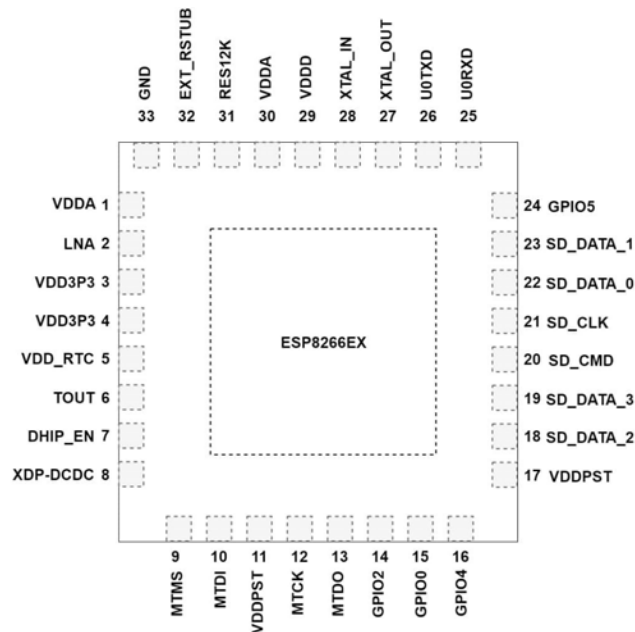 GND 33
EXT_RSTUB 32
RES12K 31
VDDA 30
VDDD 29
XTAL_IN 28
XTAL_OUT 27
U0TXD 26
U0RXD 25
VDDA 1
LNA 2
VDD3P3 3
VDD3P3 4
VDD_RTC 5
TOUT 6
DHIP_EN 7
XDP-DCDC 8
ESP8266EX
24 GPIO5
23 SD_DATA_1
22 SD_DATA_0
21 SD_CLK
20 SD_CMD
19 SD_DATA_3
18 SD_DATA_2
17 VDDPST
9 MTMS
10 MTDI
11 VDDPST
12 MTCK
13 MTDO
14 GPIO2
15 GPIO0
16 GPIO4